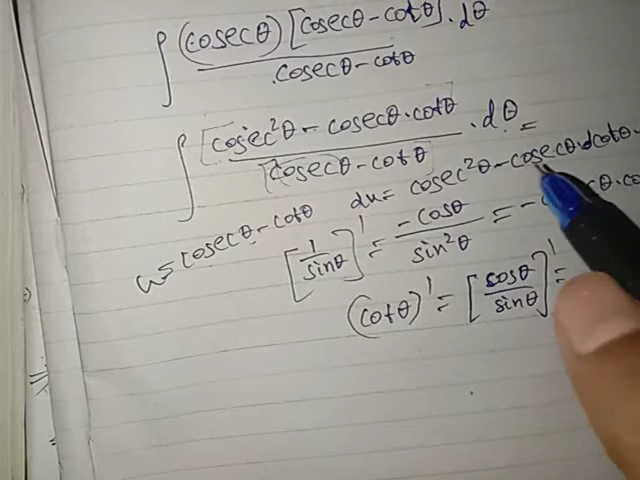 ∫ (cosecθ) [cosecθ - cotθ] . dθ / cosecθ - cotθ
∫ [cosec²θ - cosecθ . cotθ / cosecθ - cotθ . dθ =
u = cosecθ - cotθ du = cosec²θ - cosecθ . cotθ .
[1/sinθ]' = -cosθ/sin²θ = -
(cotθ)' = [cosθ/sinθ]' =